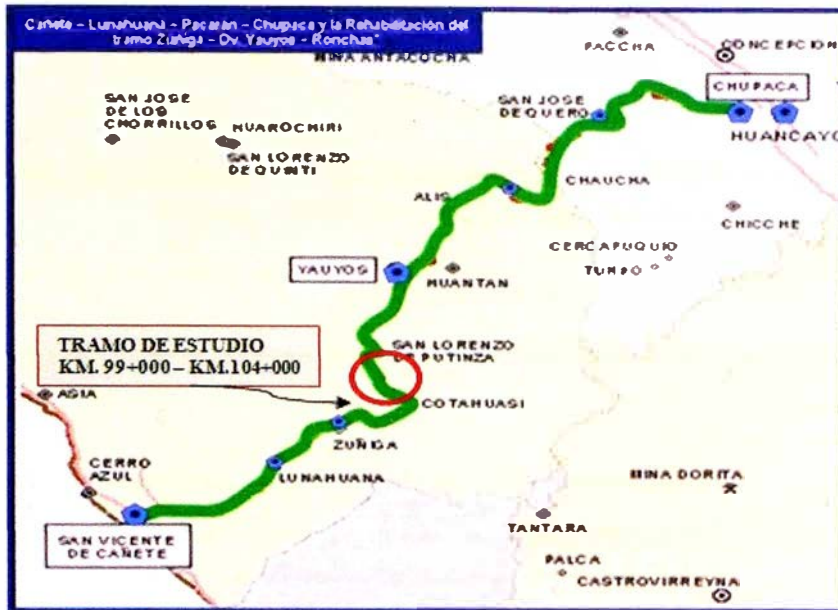 Cañete – Lunahuaná – Pacarán – Chupaca y la Rehabilitación del
tramo Zúñiga – Dv. Yauyos – Ronchas"
MINA ANTACOCHA
PACCHA
CONCEPCION
CHUPACA
HUANCAYO
SAN JOSE
DE LOS
CHORRILLOS
HUAROCHIRI
SAN LORENZO
DE QUINTI
SAN JOSE
DE QUERO
CHAUCHA
ALIS
CHICCHE
CERCAPUQUIO
YAUYOS
HUANTAN
TRAMO DE ESTUDIO
KM. 99+000 – KM.104+000
SAN LORENZO
DE PUTINZA
ASIA
COTAHUASI
ZUÑIGA
CERRO
AZUL
LUNAHUANA
MINA DORITA
SAN VICENTE
DE CAÑETE
TANTARA
PALCA
CASTROVIRREYNA